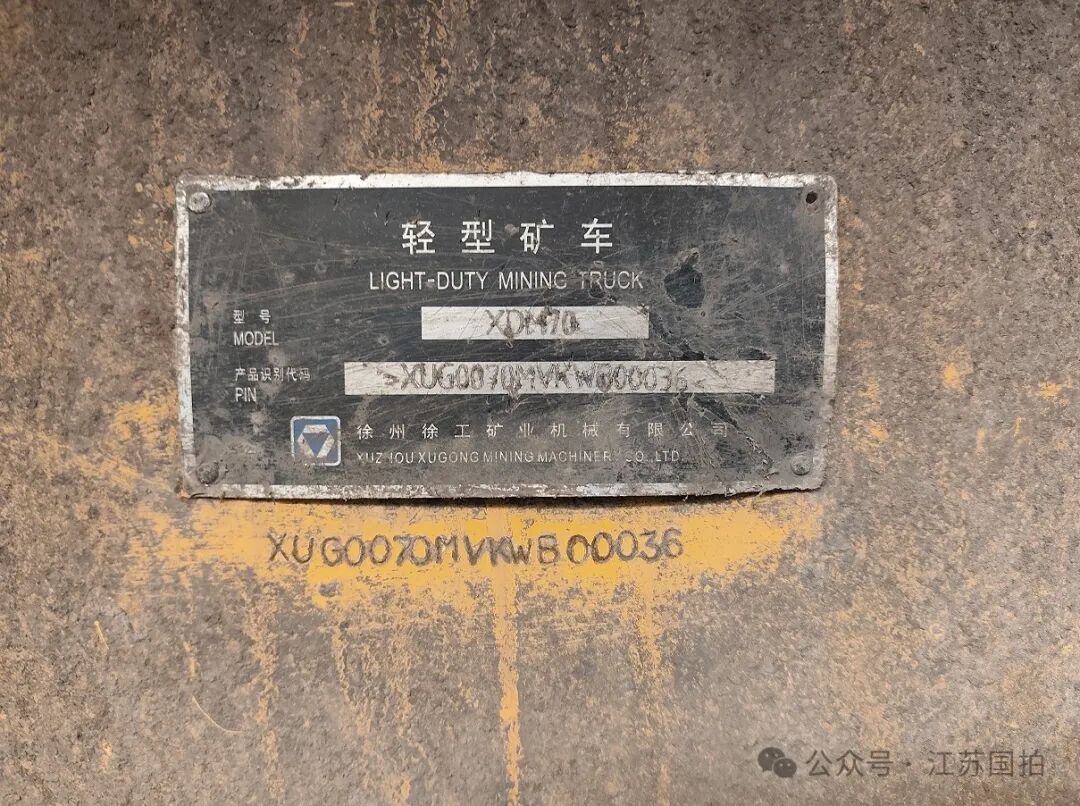 轻型矿车
LIGHT-DUTY MINING TRUCK
型号
MODEL
XDM70
产品识别代码
PIN
>XUG0070MVKWB00036<
徐州徐工矿业机械有限公司
XUZHOU XUGONG MINING MACHINERY CO.,LTD
XUG0070MVKWB00036
公众号·江苏国拍